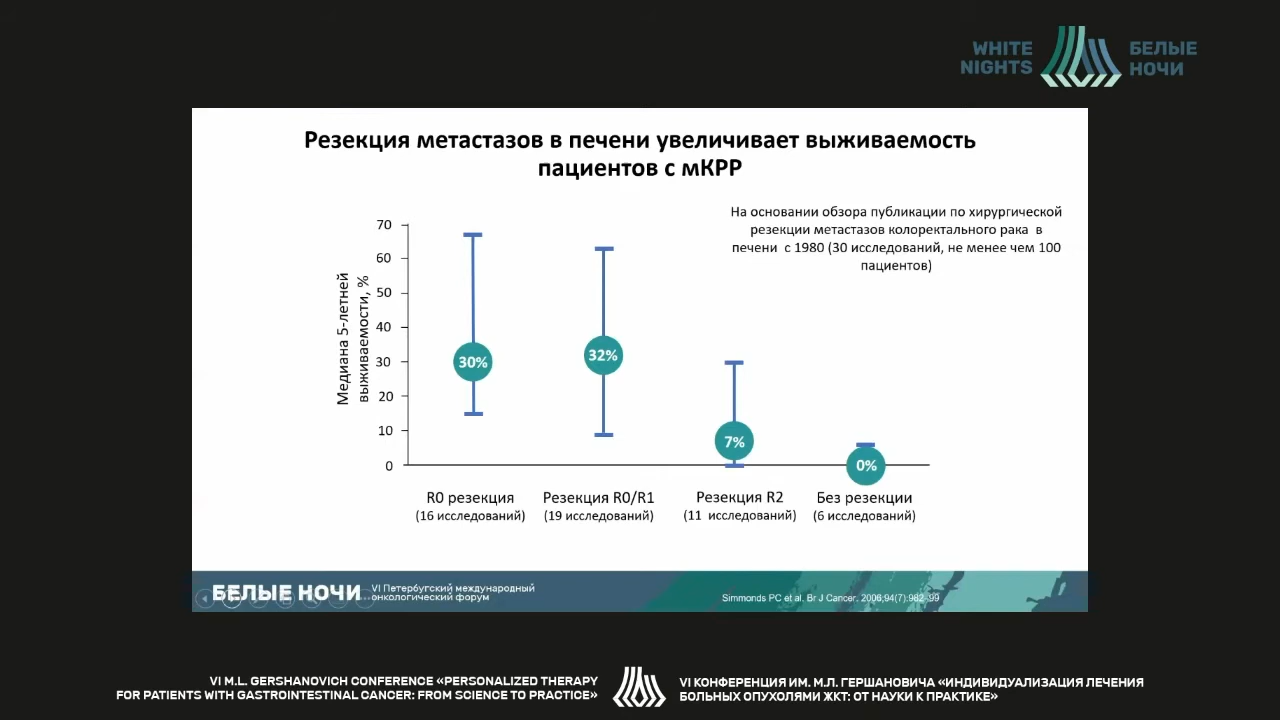 WHITE
NIGHTS
БЕЛЫЕ
НОЧИ
Резекция метастазов в печени увеличивает выживаемость
пациентов с мКРР
На основании обзора публикации по хирургической
резекции метастазов колоректального рака в
печени с 1980 (30 исследований, не менее чем 100
пациентов)
Медиана 5-летней
выживаемости, %
70
60
50
40
30
20
10
0
30%
32%
7%
0%
R0 резекция
(16 исследований)
Резекция R0/R1
(19 исследований)
Резекция R2
(11 исследований)
Без резекции
(6 исследований)
БЕЛЫЕ НОЧИ
VI Петербугский международный
онкологический форум
Simmonds PC et al. Br J Cancer. 2006;94(7):982-99
VI M.L. GERSHANOVICH CONFERENCE «PERSONALIZED THERAPY
FOR PATIENTS WITH GASTROINTESTINAL CANCER: FROM SCIENCE TO PRACTICE»
VI КОНФЕРЕНЦИЯ ИМ. М.Л. ГЕРШАНОВИЧА «ИНДИВИДУАЛИЗАЦИЯ ЛЕЧЕНИЯ
БОЛЬНЫХ ОПУХОЛЯМИ ЖКТ: ОТ НАУКИ К ПРАКТИКЕ»